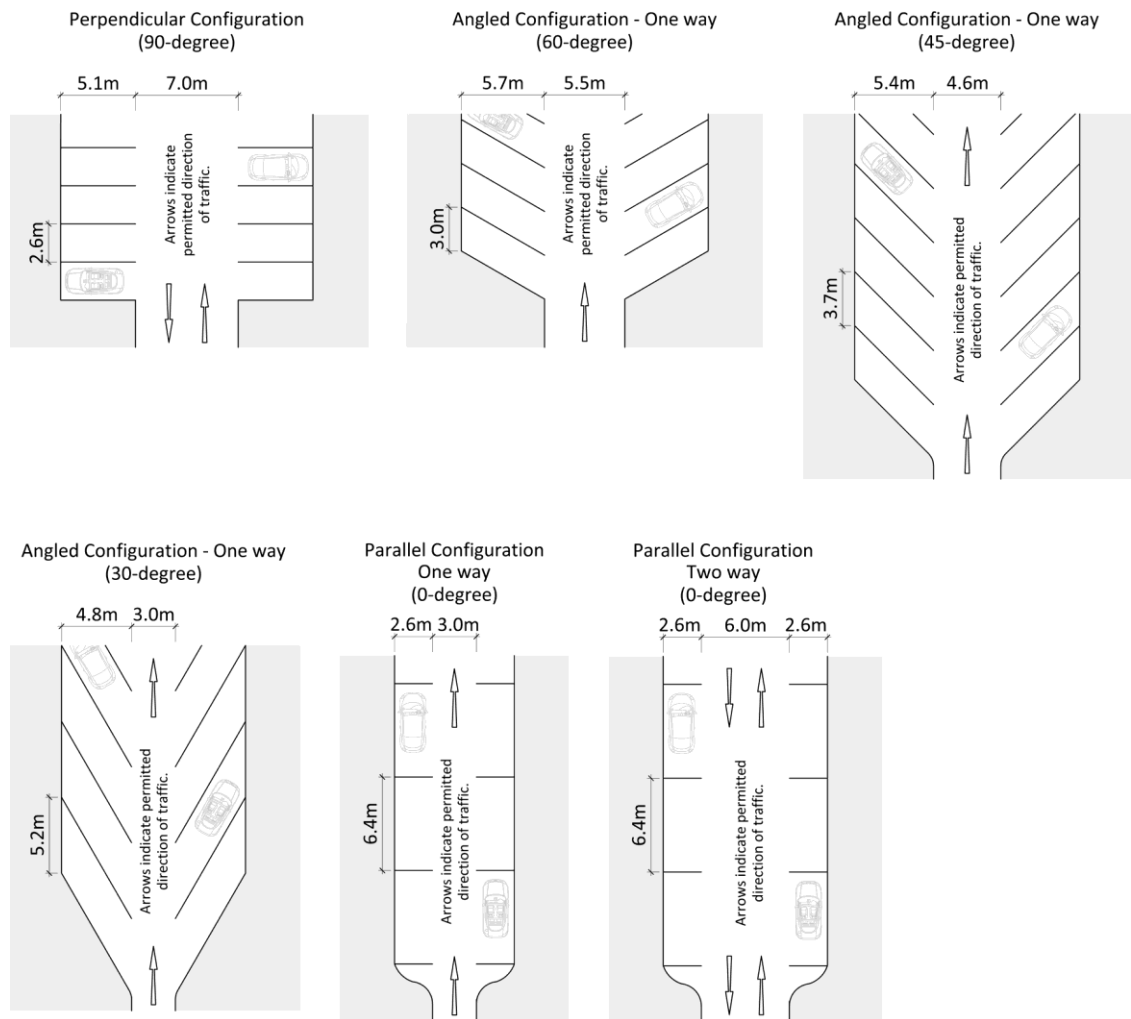 Perpendicular Configuration
(90-degree)
5.1m
7.0m
2.6m
Arrows indicate
permitted direction
of traffic.
Angled Configuration - One way
(60-degree)
5.7m
5.5m
3.0m
Arrows indicate
permitted direction
of traffic.
Angled Configuration - One way
(45-degree)
5.4m
4.6m
3.7m
Arrows indicate permitted
direction of traffic.
Angled Configuration - One way
(30-degree)
4.8m
3.0m
5.2m
Arrows indicate permitted
direction of traffic.
Parallel Configuration
One way
(0-degree)
2.6m
3.0m
6.4m
Arrows indicate permitted
direction of traffic.
Parallel Configuration
Two way
(0-degree)
2.6m
6.0m
2.6m
6.4m
Arrows indicate permitted
direction of traffic.